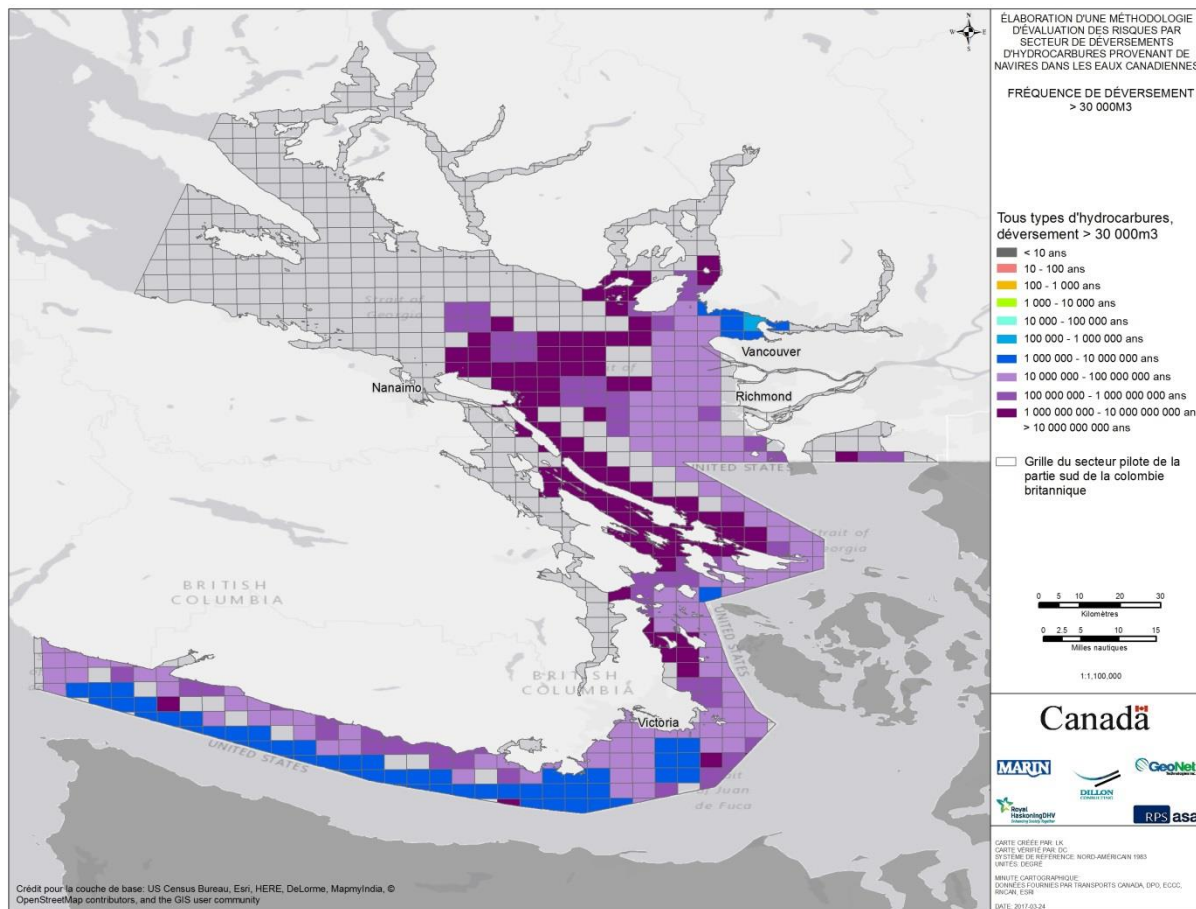 ÉLABORATION D'UNE MÉTHODOLOGIE
D'ÉVALUATION DES RISQUES PAR
SECTEUR DE DÉVERSEMENTS
D'HYDROCARBURES PROVENANT DE
NAVIRES DANS LES EAUX CANADIENNES
FRÉQUENCE DE DÉVERSEMENT
> 30 000M3
N
W E
S
Tous types d'hydrocarbures,
déversement > 30 000m3
< 10 ans
10 - 100 ans
100 - 1 000 ans
1 000 - 10 000 ans
10 000 - 100 000 ans
100 000 - 1 000 000 ans
1 000 000 - 10 000 000 ans
10 000 000 - 100 000 000 ans
100 000 000 - 1 000 000 000 ans
1 000 000 000 - 10 000 000 000 an
> 10 000 000 000 ans
Grille du secteur pilote de la
partie sud de la colombie
britannique
0 5 10 20 30
Kilomètres
0 2.5 5 10 15
Milles nautiques
1:1,100,000
Canada
MARIN
DILLON
CONSULTING
GeoNet
Royal
HaskoningDHV
Enhancing Society Together
RPS asa
CARTE CRÉÉE PAR: LK
CARTE VÉRIFIÉ PAR: DC
SYSTÈME DE RÉFÉRENCE: NORD-AMÉRICAIN 1983
UNITÉS: DEGRÉ
MINUTE CARTOGRAPHIQUE:
DONNÉES FOURNIES PAR TRANSPORTS CANADA, DPO, ECCC,
RNCAN, ESRI
DATE: 2017-03-24
Strait of
Georgia
Vancouver
Nanaimo
Strait of
Richmond
UNITED STATES
Strait of
Georgia
BRITISH
COLUMBIA
UNITED STATES
BRITISH
COLUMBIA
Victoria
UNITED STATES
Strait
of Juan
de Fuca
Crédit pour la couche de base: US Census Bureau, Esri, HERE, DeLorme, MapmyIndia, ©
OpenStreetMap contributors, and the GIS user community